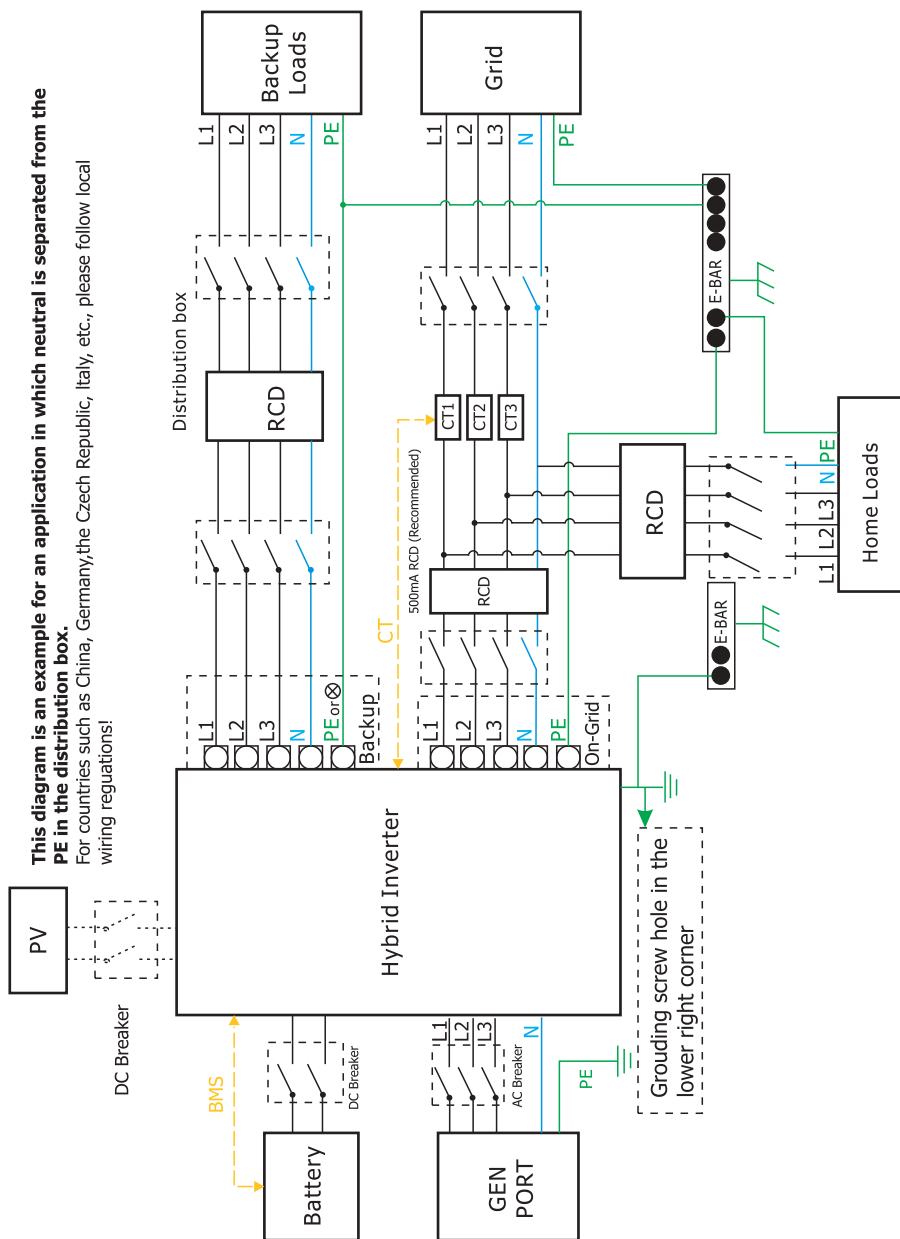 This diagram is an example for an application in which neutral is separated from the
PE in the distribution box.
For countries such as China, Germany,the Czech Republic, Italy, etc., please follow local
wiring reguations!
PV
DC Breaker
BMS
Battery
DC Breaker
GEN
PORT
L1
L2
L3
N
PE
AC Breaker
Hybrid Inverter
Grouding screw hole in the
lower right corner
L1
L2
L3
N
PE or
Backup
Distribution box
RCD
L1
L2
L3
N
PE
Backup
Loads
CT
L1
L2
L3
N
PE
On-Grid
500mA RCD (Recommended)
RCD
CT1
CT2
CT3
L1
L2
L3
N
PE
Grid
RCD
E-BAR
E-BAR
L1
L2
L3
N
PE
Home Loads